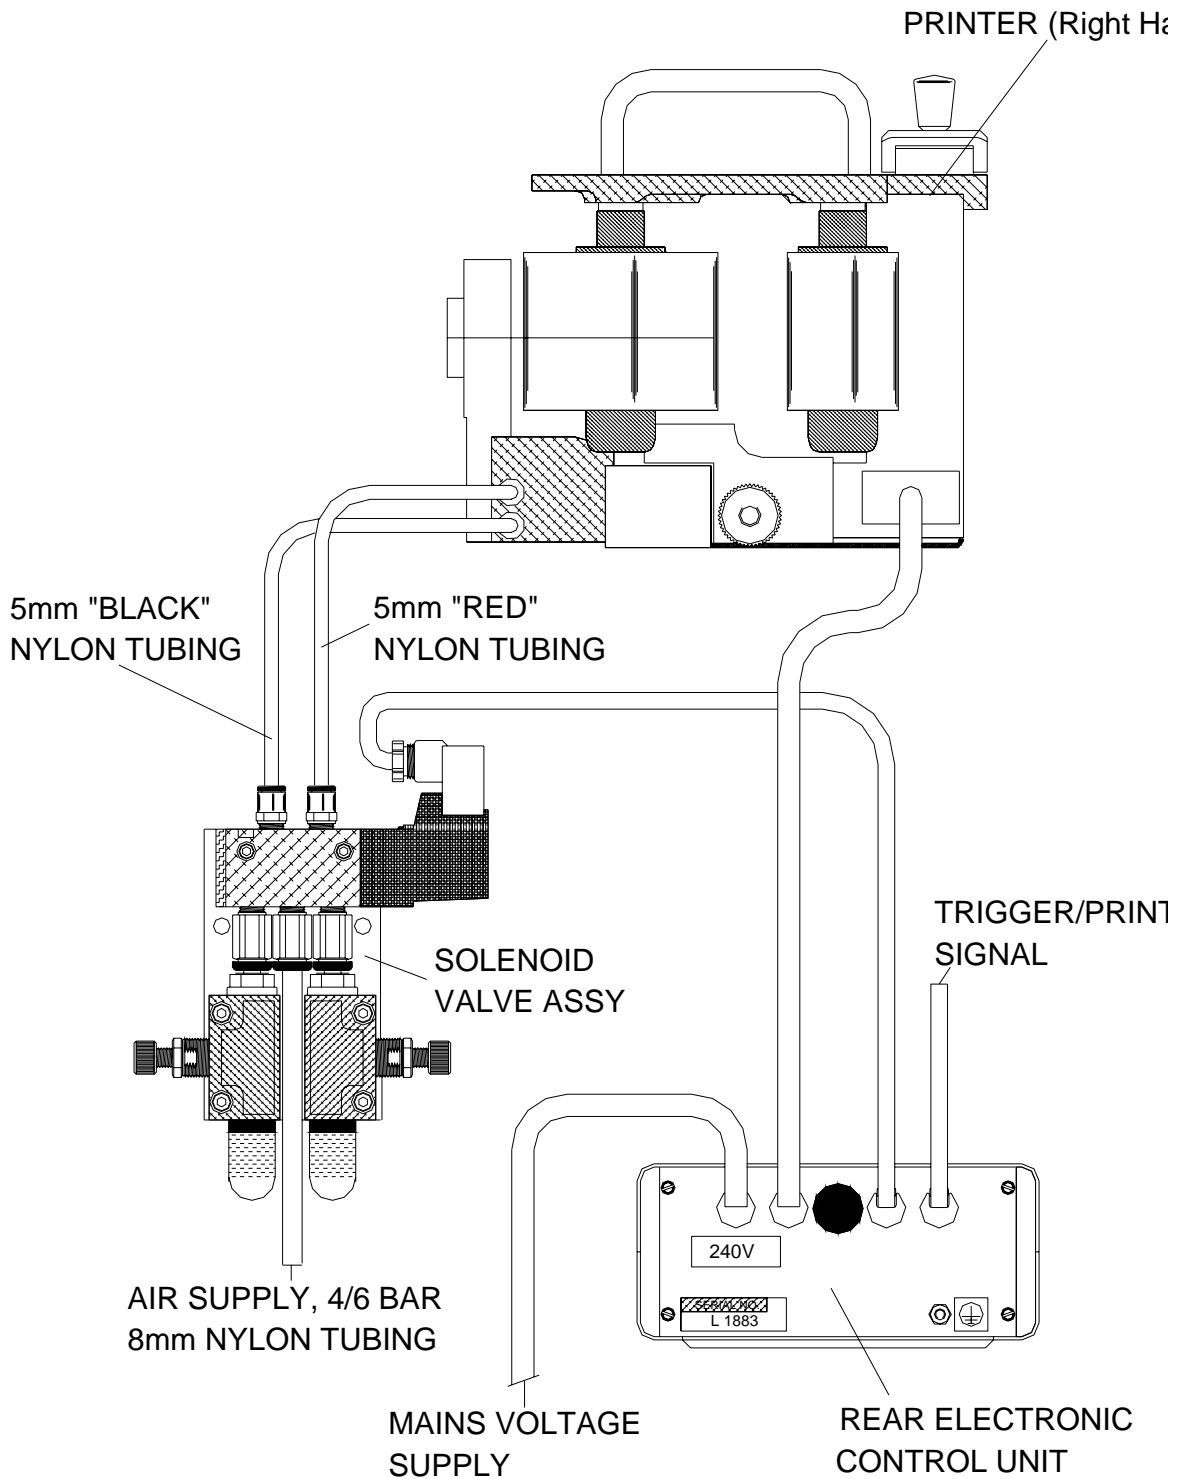 PRINTER (Right
5mm "BLACK"
NYLON TUBING
5mm "RED"
NYLON TUBING
TRIGGER/PRINT
SIGNAL
SOLENOID
VALVE ASSY
240V
SERIAL NO.
L 1883
AIR SUPPLY, 4/6 BAR
8mm NYLON TUBING
MAINS VOLTAGE
SUPPLY
REAR ELECTRONIC
CONTROL UNIT